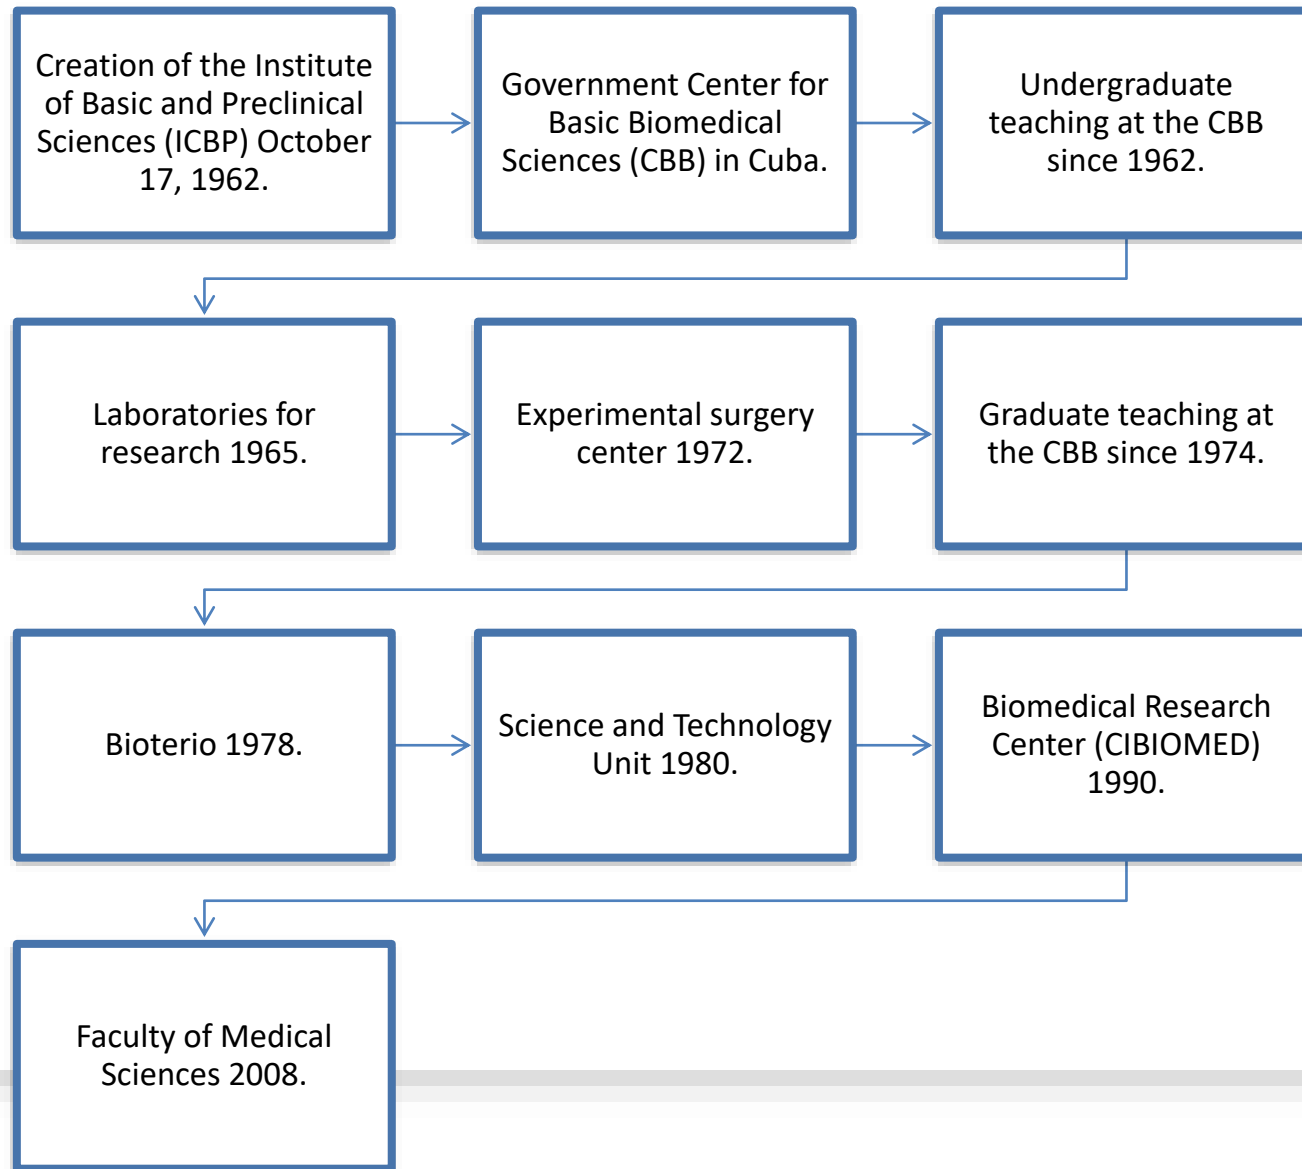 Creation of the Institute
of Basic and Preclinical
Sciences (ICBP) October
17, 1962.
Government Center for
Basic Biomedical
Sciences (CBB) in Cuba.
Undergraduate
teaching at the CBB
since 1962.
Laboratories for
research 1965.
Experimental surgery
center 1972.
Graduate teaching at
the CBB since 1974.
Bioterio 1978.
Science and Technology
Unit 1980.
Biomedical Research
Center (CIBIOMED)
1990.
Faculty of Medical
Sciences 2008.